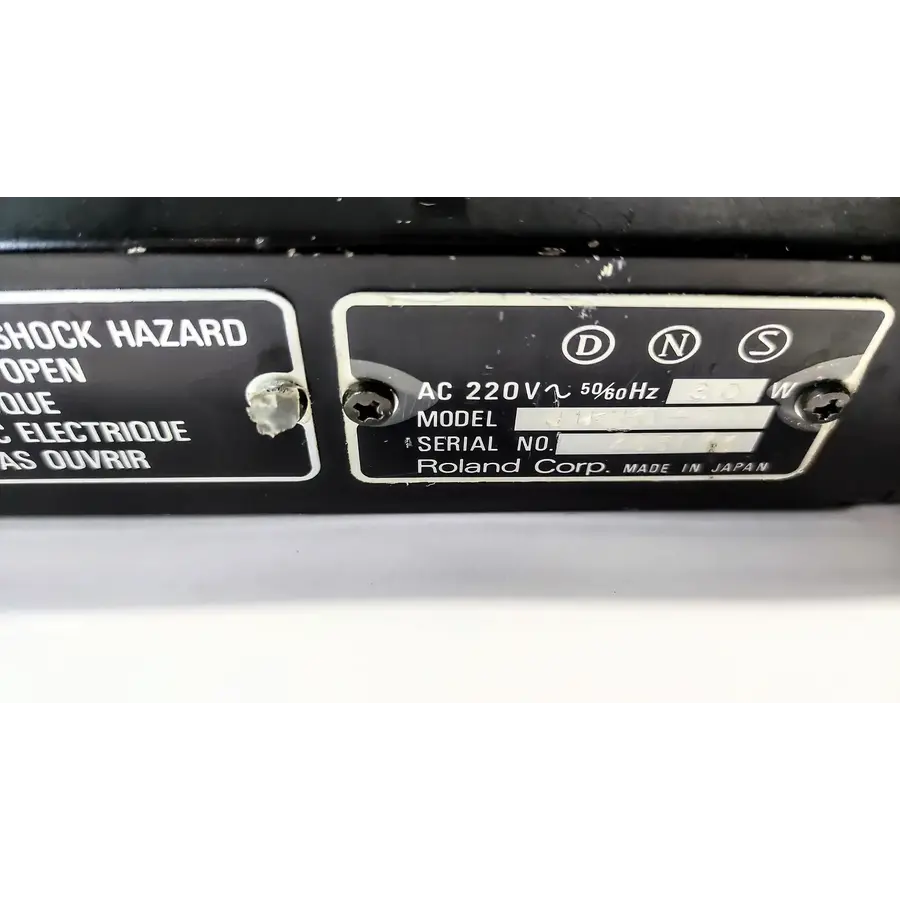 SHOCK HAZARD
OPEN
QUE
C ELECTRIQUE
AS OUVRIR
D N S
AC 220V~ 50/60Hz W
MODEL
SERIAL NO.
Roland Corp. MADE IN JAPAN